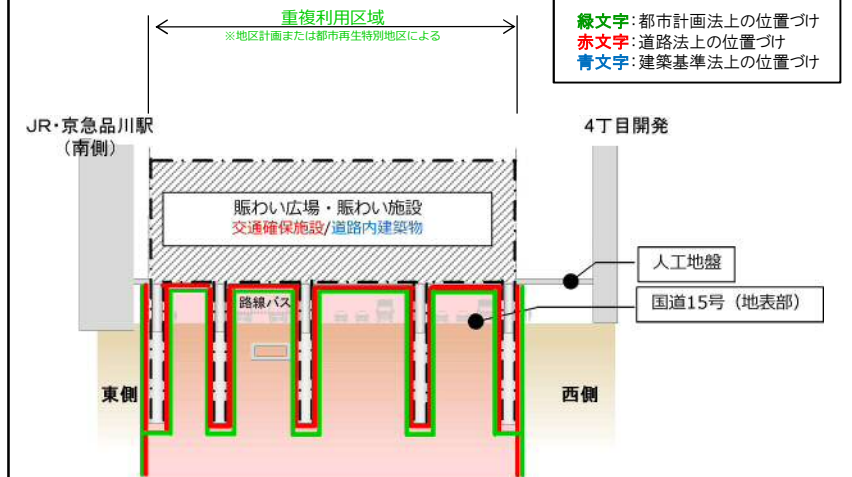 重複利用区域
※地区計画または都市再生特別地区による
緑文字:都市計画法上の位置づけ
赤文字:道路法上の位置づけ
青文字:建築基準法上の位置づけ
JR・京急品川駅
（南側）
4丁目開発
賑わい広場・賑わい施設
交通確保施設/道路内建築物
人工地盤
路線バス
国道15号（地表部）
東側
西側